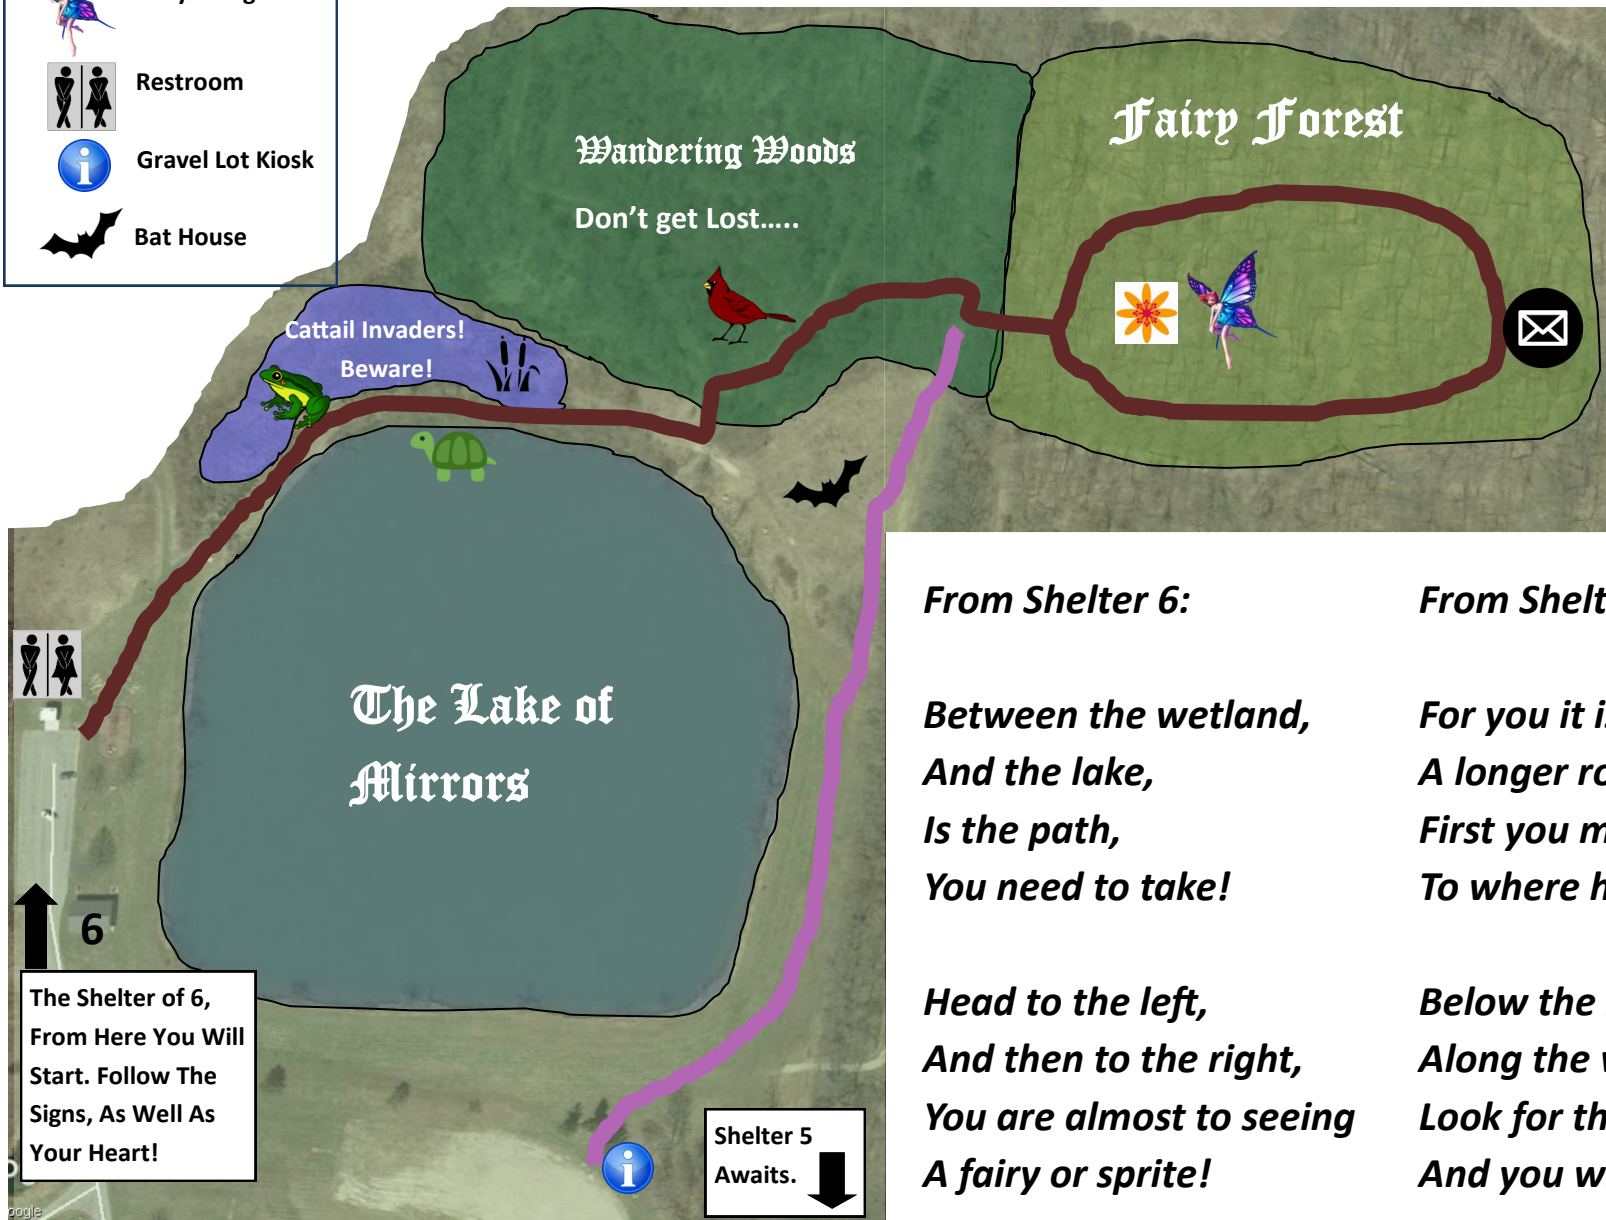 Restroom
Gravel Lot Kiosk
Bat House
Wandering Woods
Don't get Lost…..
Fairy Forest
Cattail Invaders!
Beware!
The Lake of
Mirrors
6
The Shelter of 6,
From Here You Will
Start. Follow The
Signs, As Well As
Your Heart!
Shelter 5
Awaits.
From Shelter 6:
Between the wetland,
And the lake,
Is the path,
You need to take!
Head to the left,
And then to the right,
You are almost to seeing
A fairy or sprite!
From
For you it
A longer
First you
To where
Below the
Along the
Look for
And you